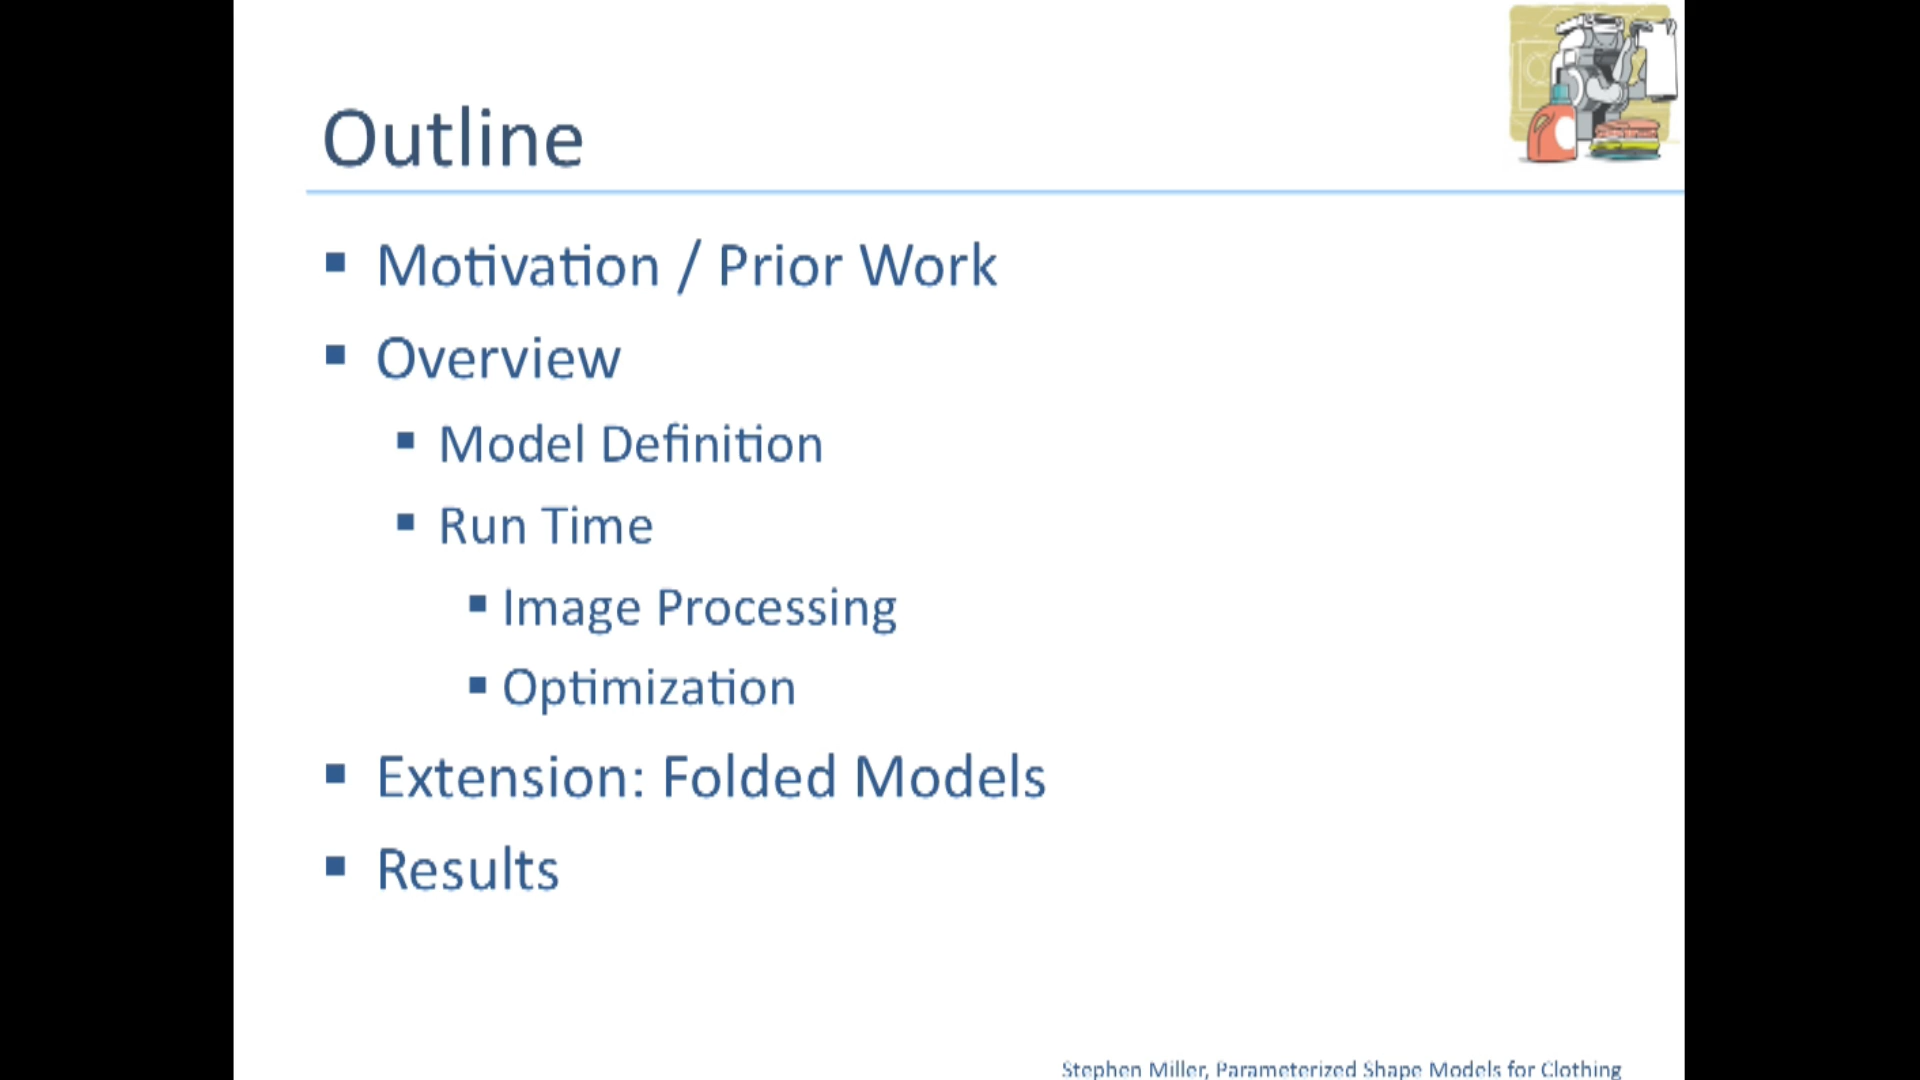 Outline
Motivation / Prior Work
Overview
Model Definition
Run Time
Image Processing
Optimization
Extension: Folded Models
Results
Stephen Miller, Parameterized Shape Models for Clothing